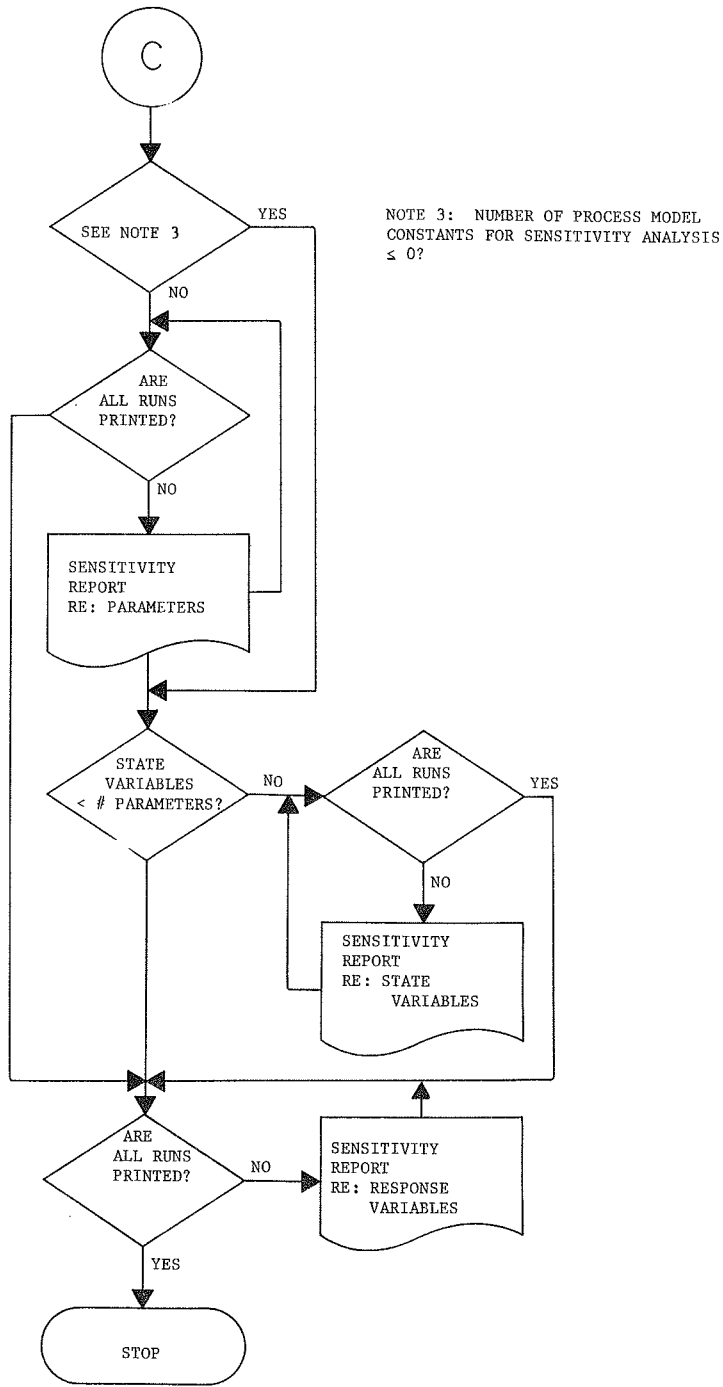 C
SEE NOTE 3
YES
NOTE 3: NUMBER OF PROCESS MODEL
CONSTANTS FOR SENSITIVITY ANALYSIS
≤ 0?
NO
ARE
ALL RUNS
PRINTED?
NO
SENSITIVITY
REPORT
RE: PARAMETERS
STATE
VARIABLES
< # PARAMETERS?
NO
ARE
ALL RUNS
PRINTED?
YES
NO
SENSITIVITY
REPORT
RE: STATE
VARIABLES
ARE
ALL RUNS
PRINTED?
NO
SENSITIVITY
REPORT
RE: RESPONSE
VARIABLES
YES
STOP